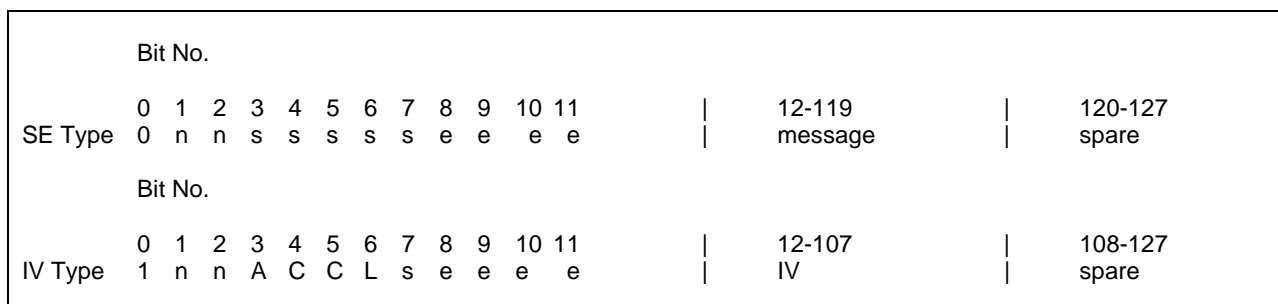 Bit No.
0 1 2 3 4 5 6 7 8 9 10 11 | 12-119 | 120-127
SE Type 0 n n s s s s s e e e e | message | spare
Bit No.
0 1 2 3 4 5 6 7 8 9 10 11 | 12-107 | 108-127
IV Type 1 n n A C C L s e e e e | IV | spare